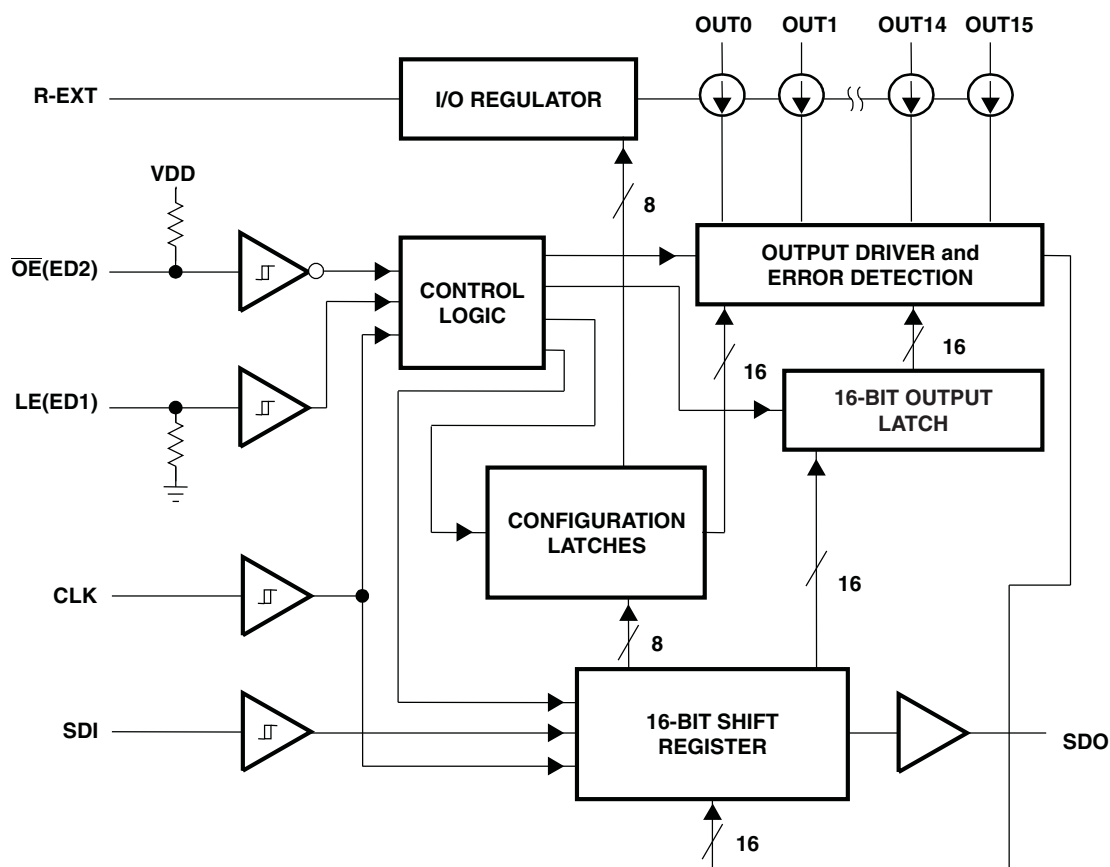 OUT0 OUT1 OUT14 OUT15
R-EXT
I/O REGULATOR
VDD
8
OE(ED2)
CONTROL
LOGIC
OUTPUT DRIVER and
ERROR DETECTION
16
16
LE(ED1)
16-BIT OUTPUT
LATCH
CONFIGURATION
LATCHES
16
CLK
8
SDI
16-BIT SHIFT
REGISTER
SDO
16